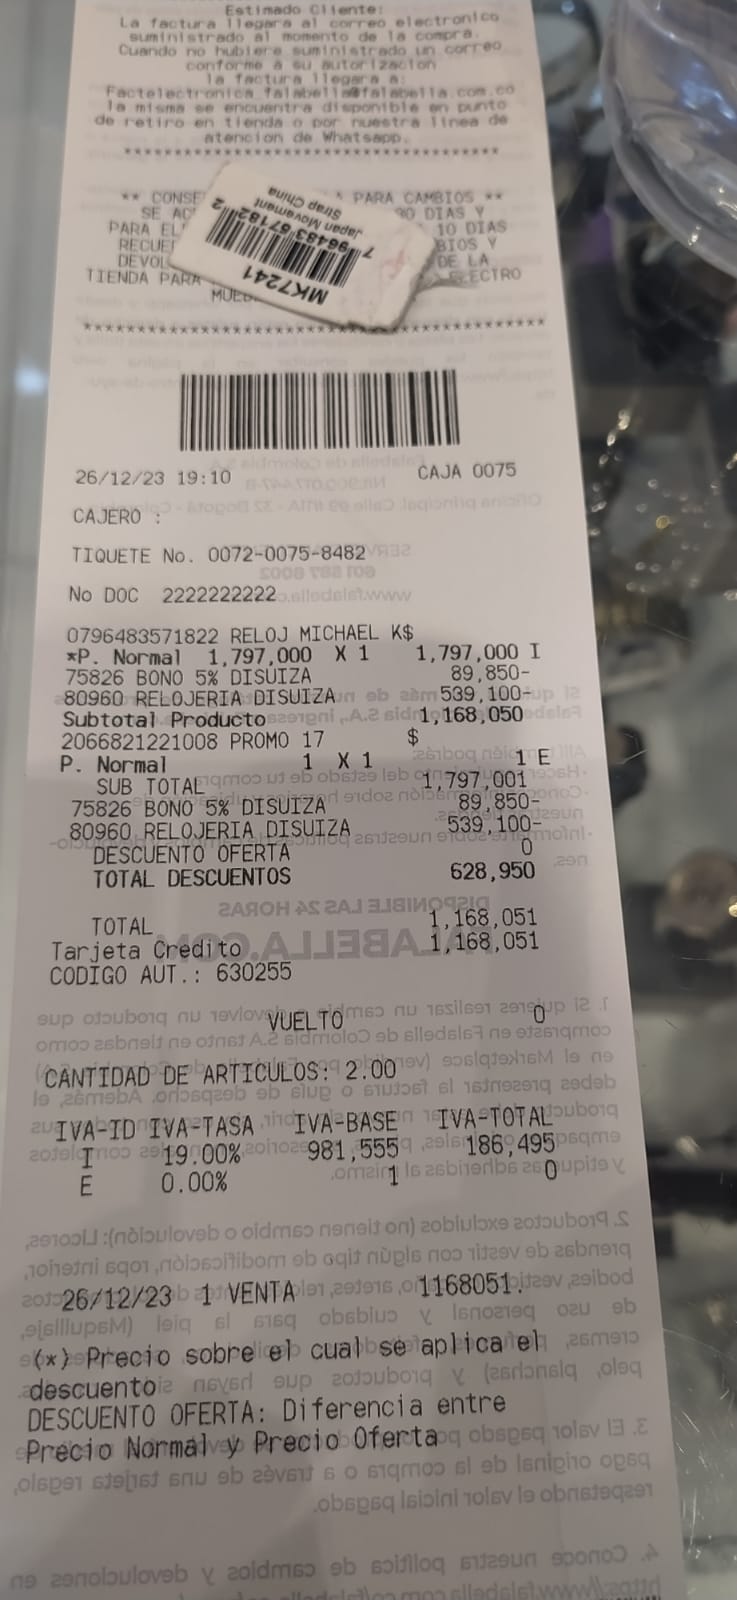 Estimado Cliente:
La factura llegara al correo electronico
suministrado al momento de la compra.
Cuando no hubiere suministrado un correo
conforme a su autorizacion
la factura llegara a:
Factelectronica_falabella@falabella.com.co
la misma se encuentra disponible en punto
de retiro en tienda o por nuestra linea de
atencion de Whatsapp.
****************************************
** CONSE PARA CAMBIOS **
SE AC 30 DIAS Y
PARA EL 10 DIAS
RECUE BIOS Y
DEVOL DE LA
TIENDA PARA ELECTRO
MUEB
MK7241
7 96483 57182 2
Japan Movement
Strap China
****************************************
26/12/23 19:10 CAJA 0075
CAJERO :
TIQUETE No. 0072-0075-8482
No DOC 2222222222
0796483571822 RELOJ MICHAEL K$
*P. Normal 1,797,000 X 1 1,797,000 I
75826 BONO 5% DISUIZA 89,850-
80960 RELOJERIA DISUIZA 539,100-
Subtotal Producto 1,168,050
2066821221008 PROMO 17 $
P. Normal 1 X 1 1 E
SUB TOTAL 1,797,001
75826 BONO 5% DISUIZA 89,850-
80960 RELOJERIA DISUIZA 539,100-
DESCUENTO OFERTA 0
TOTAL DESCUENTOS 628,950
TOTAL 1,168,051
Tarjeta Credito 1,168,051
CODIGO AUT.: 630255
VUELTO 0
CANTIDAD DE ARTICULOS: 2.00
IVA-ID IVA-TASA IVA-BASE IVA-TOTAL
I 19.00% 981,555 186,495
E 0.00% 1 0
26/12/23 1 VENTA 1168051.
(*) Precio sobre el cual se aplica el
descuento
DESCUENTO OFERTA: Diferencia entre
Precio Normal y Precio Oferta